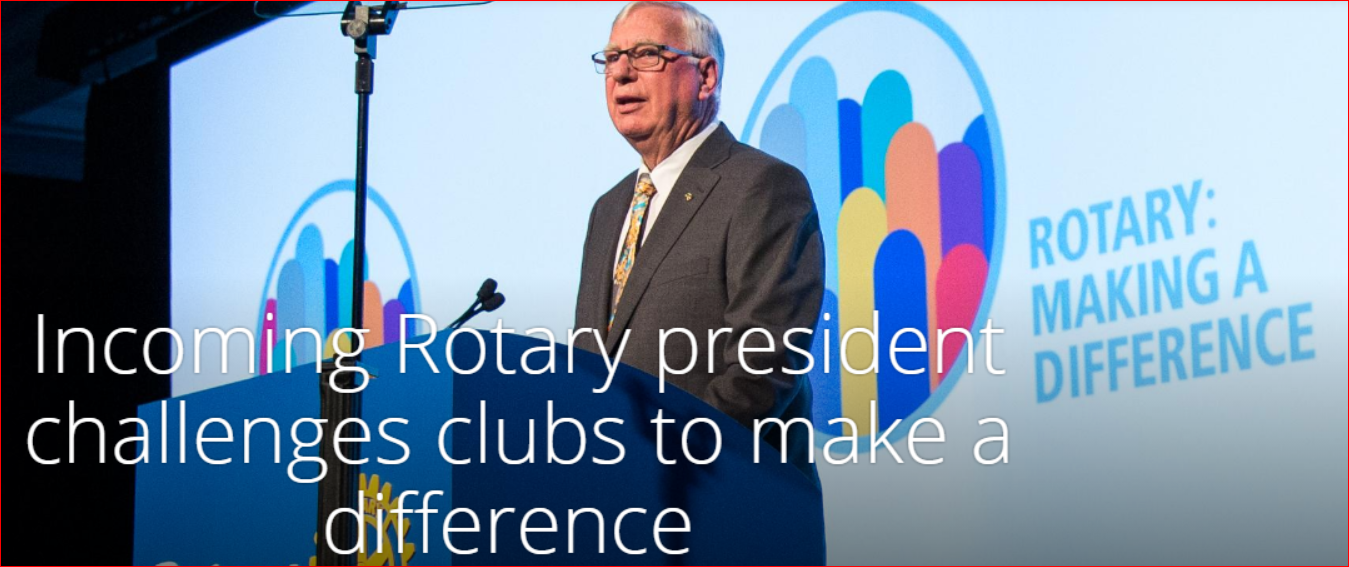 ROTARY:
MAKING A
DIFFERENCE
Incoming Rotary president
challenges clubs to make a
difference